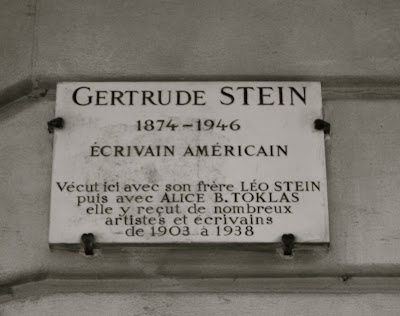 GERTRUDE STEIN
1874-1946
ÉCRIVAIN AMÉRICAIN
Vécut ici avec son frère LÉO STEIN
puis avec ALICE B. TOKLAS
elle y reçut de nombreux
artistes et écrivains
de 1903 à 1938